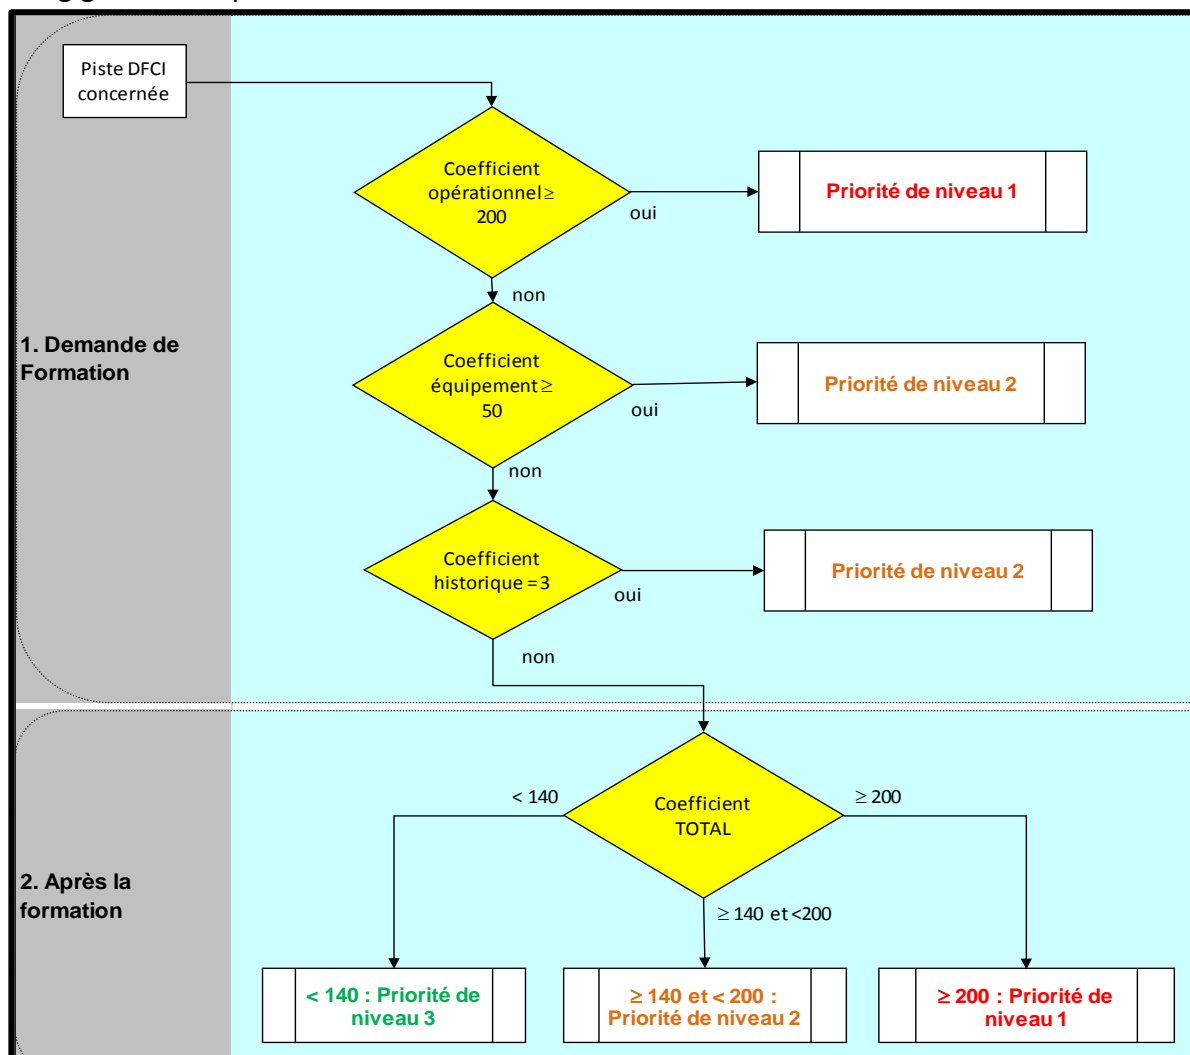 Piste DFCI
concernée
Coefficient
opérationnel ≥
200
oui
Priorité de niveau 1
non
1. Demande de
Formation
Coefficient
équipement ≥
50
oui
Priorité de niveau 2
non
Coefficient
historique = 3
oui
Priorité de niveau 2
non
2. Après la
formation
Coefficient
TOTAL
< 140
≥ 200
≥ 140 et <200
< 140 : Priorité de
niveau 3
≥ 140 et < 200 :
Priorité de niveau 2
≥ 200 : Priorité de
niveau 1